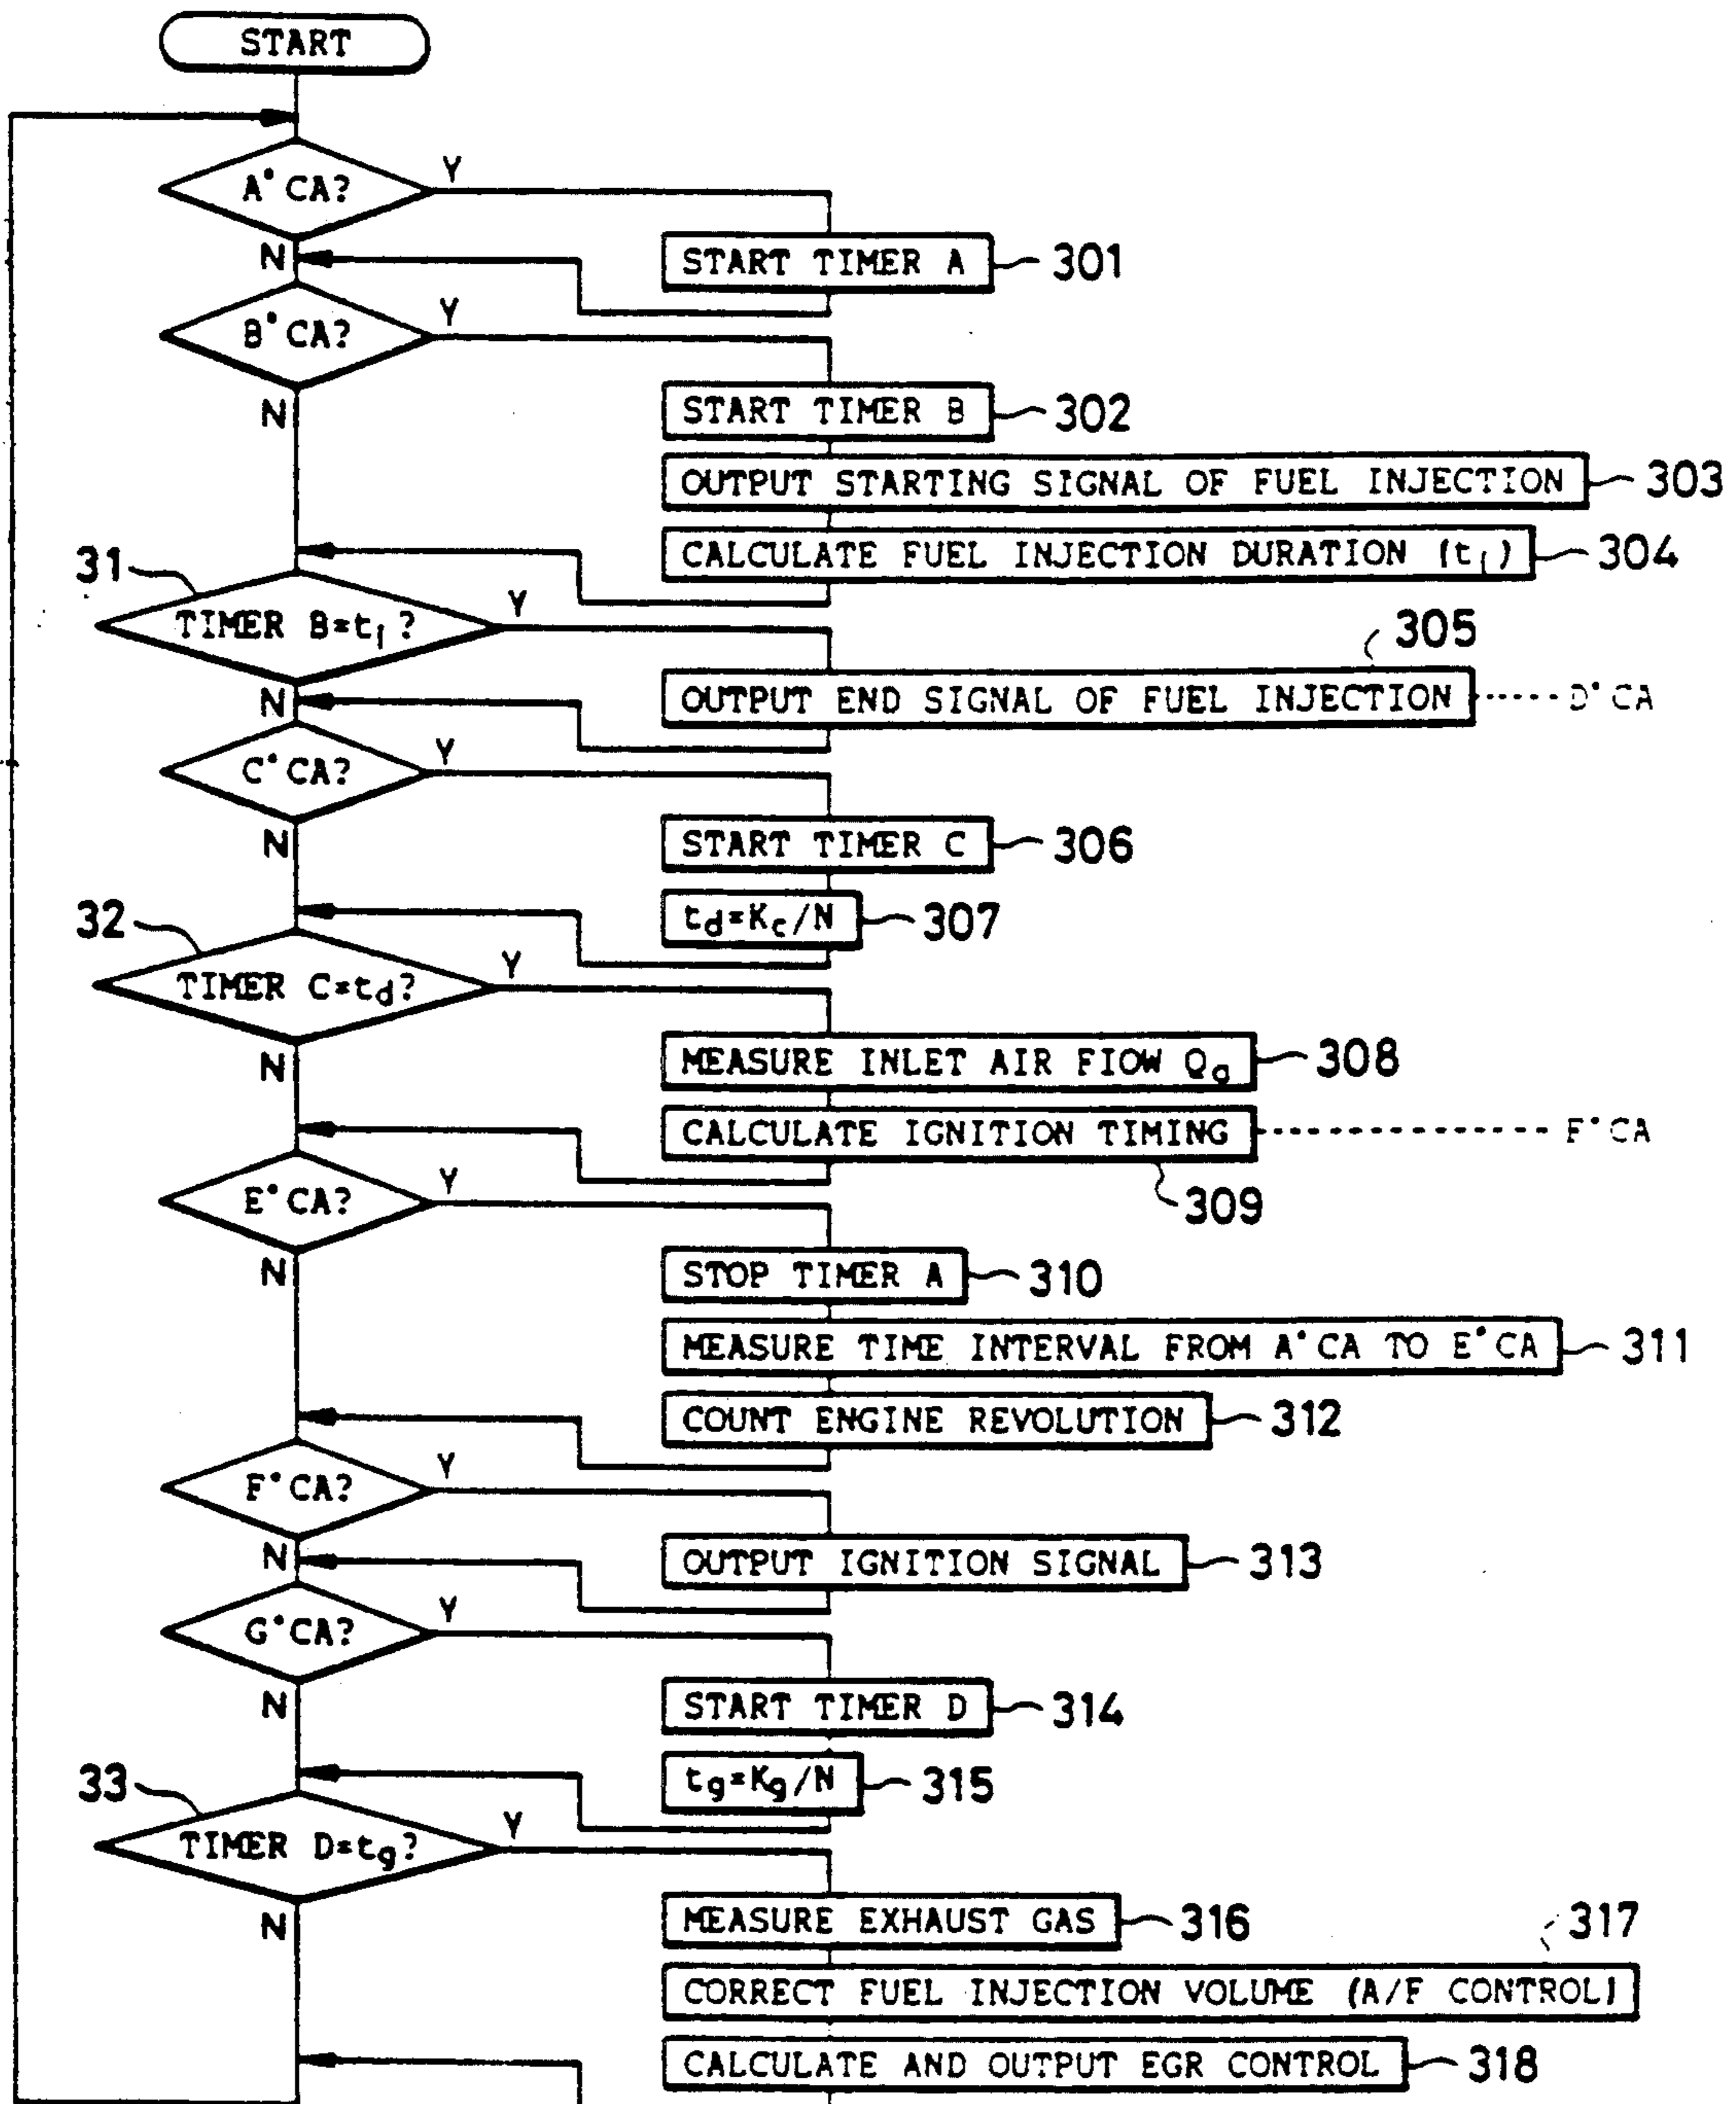 START
A°CA?
Y
N
START TIMER A
301
B°CA?
Y
N
START TIMER B
302
OUTPUT STARTING SIGNAL OF FUEL INJECTION
303
CALCULATE FUEL INJECTION DURATION (ti)
304
31
TIMER B=ti?
Y
N
305
OUTPUT END SIGNAL OF FUEL INJECTION
D°CA
C°CA?
Y
N
START TIMER C
306
td=Kc/N
307
32
TIMER C=td?
Y
N
MEASURE INLET AIR FIOW Qa
308
CALCULATE IGNITION TIMING
F°CA
309
E°CA?
Y
N
STOP TIMER A
310
MEASURE TIME INTERVAL FROM A°CA TO E°CA
311
COUNT ENGINE REVOLUTION
312
F°CA?
Y
N
OUTPUT IGNITION SIGNAL
313
G°CA?
Y
N
START TIMER D
314
tg=Kg/N
315
33
TIMER D=tg?
Y
N
MEASURE EXHAUST GAS
316
317
CORRECT FUEL INJECTION VOLUME (A/F CONTROL)
CALCULATE AND OUTPUT EGR CONTROL
318